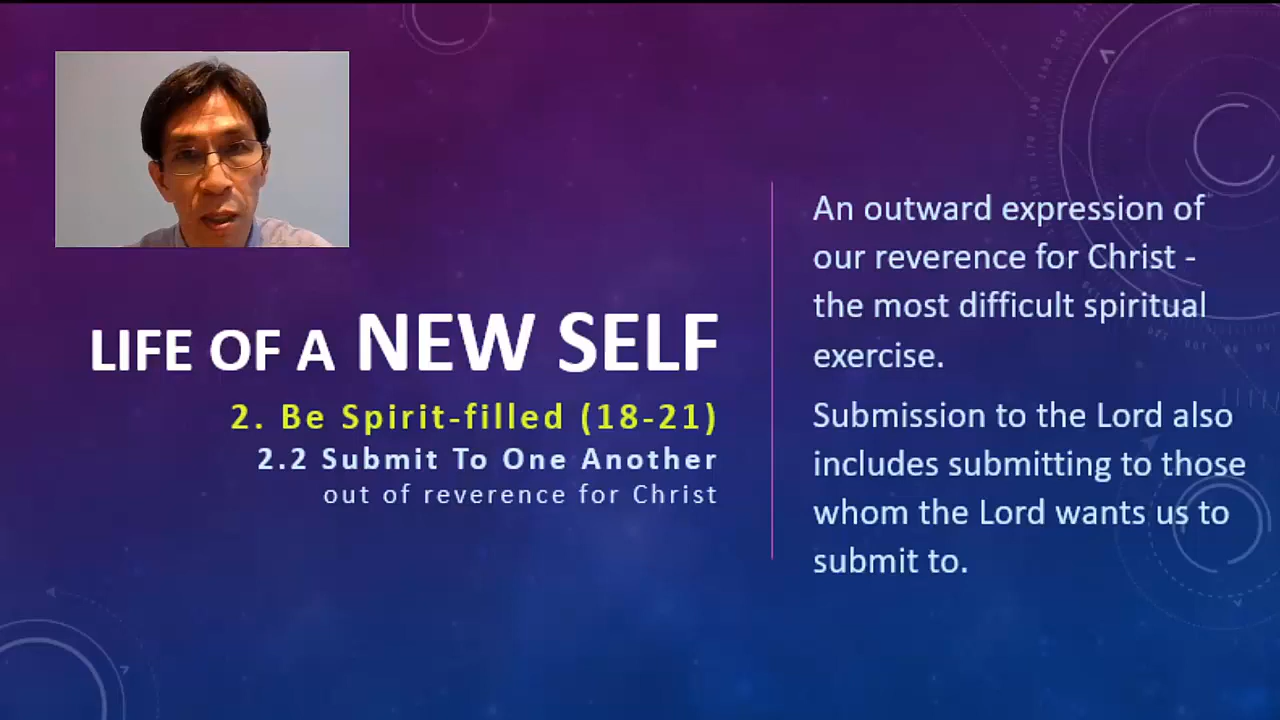 LIFE OF A NEW SELF
2. Be Spirit-filled (18-21)
2.2 Submit To One Another
out of reverence for Christ
An outward expression of
our reverence for Christ -
the most difficult spiritual
exercise.
Submission to the Lord also
includes submitting to those
whom the Lord wants us to
submit to.